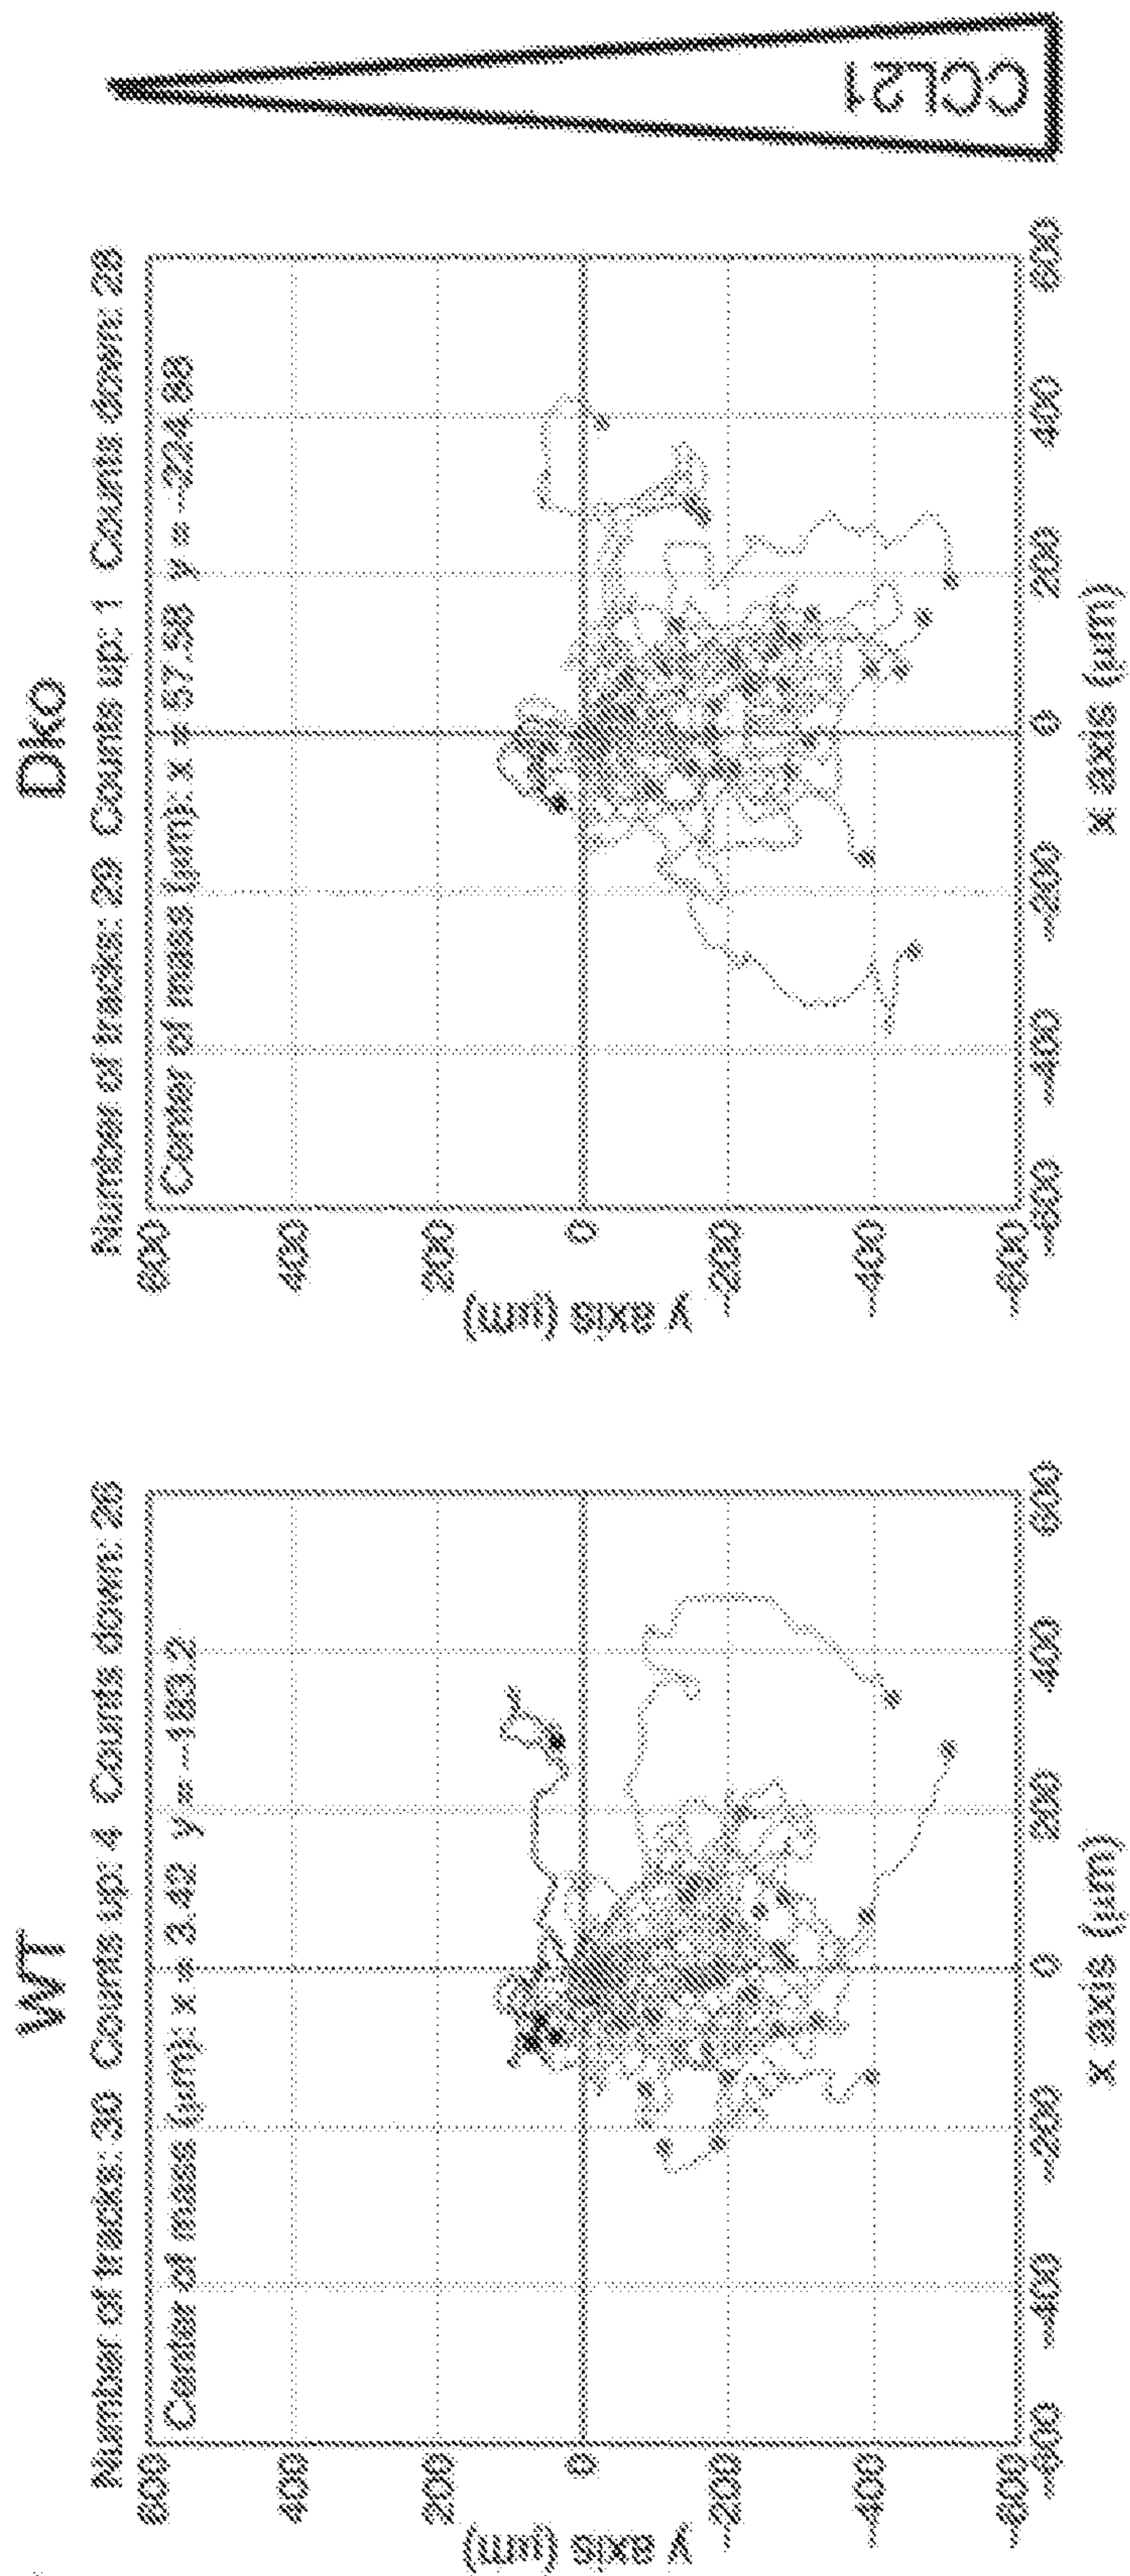 WT
Number of tracks: 30 Counts up: 4 Counts down: 26
Center of mass (µm): x = 3.42 y = -183.2
600
400
200
0
-200
-400
-600
y axis (µm)
-600
-400
-200
0
200
400
600
x axis (µm)
Dko
Number of tracks: 29 Counts up: 1 Counts down: 28
Center of mass (µm): x = 57.58 y = -224.88
600
400
200
0
-200
-400
-600
y axis (µm)
-600
-400
-200
0
200
400
600
x axis (µm)
CCL21